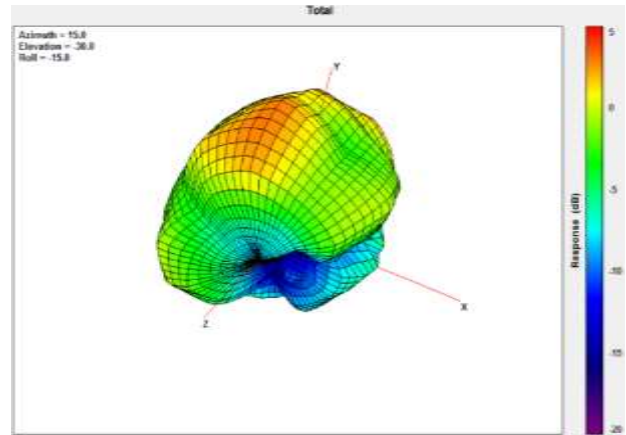 Total
Azimuth = 15.0
Elevation = -30.0
Roll = -15.0
Y
X
Z
5
0
-5
-10
-15
-20
Response (dB)